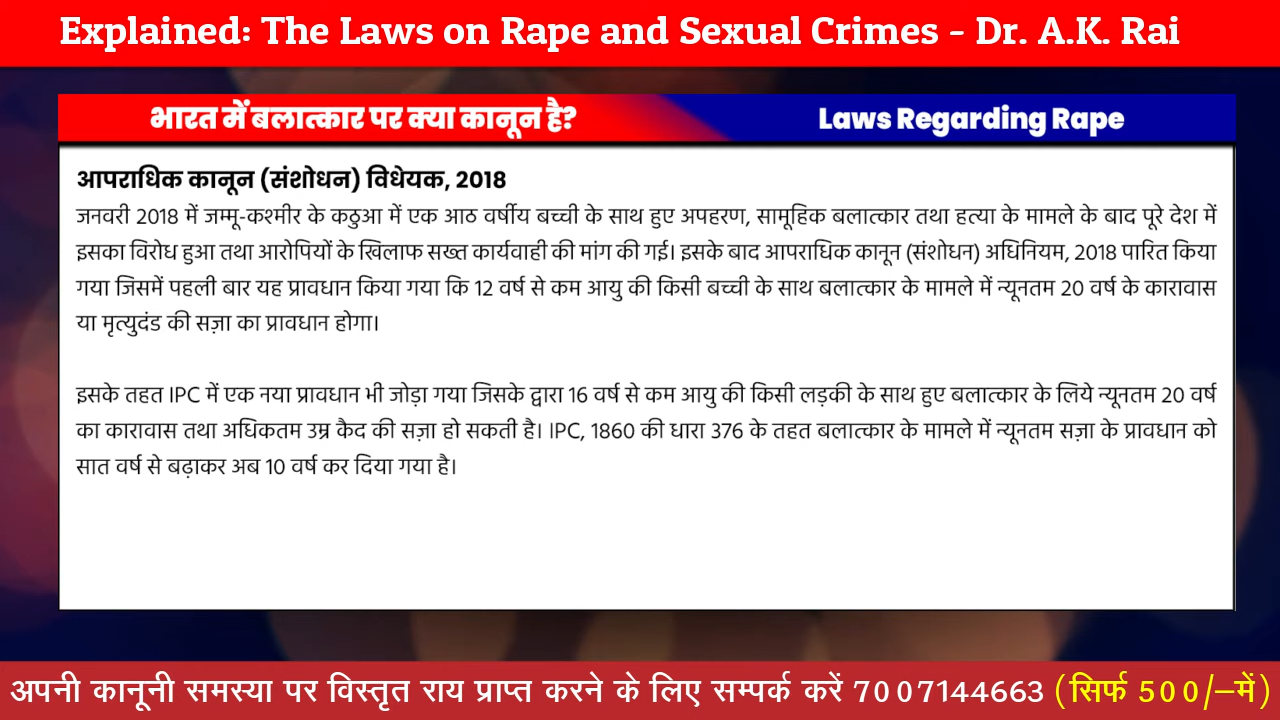 Explained: The Laws on Rape and Sexual Crimes - Dr. A.K. Rai
भारत में बलात्कार पर क्या कानून है?
Laws Regarding Rape
आपराधिक कानून (संशोधन) विधेयक, 2018
जनवरी 2018 में जम्मू-कश्मीर के कठुआ में एक आठ वर्षीय बच्ची के साथ हुए अपहरण, सामूहिक बलात्कार तथा हत्या के मामले के बाद पूरे देश में
इसका विरोध हुआ तथा आरोपियों के खिलाफ सख्त कार्यवाही की मांग की गई। इसके बाद आपराधिक कानून (संशोधन) अधिनियम, 2018 पारित किया
गया जिसमें पहली बार यह प्रावधान किया गया कि 12 वर्ष से कम आयु की किसी बच्ची के साथ बलात्कार के मामले में न्यूनतम 20 वर्ष के कारावास
या मृत्युदंड की सज़ा का प्रावधान होगा।
इसके तहत IPC में एक नया प्रावधान भी जोड़ा गया जिसके द्वारा 16 वर्ष से कम आयु की किसी लड़की के साथ हुए बलात्कार के लिये न्यूनतम 20 वर्ष
का कारावास तथा अधिकतम उम्र कैद की सज़ा हो सकती है। IPC, 1860 की धारा 376 के तहत बलात्कार के मामले में न्यूनतम सज़ा के प्रावधान को
सात वर्ष से बढ़ाकर अब 10 वर्ष कर दिया गया है।
अपनी कानूनी समस्या पर विस्तृत राय प्राप्त करने के लिए सम्पर्क करें 7007144663 (सिर्फ 500/–में)